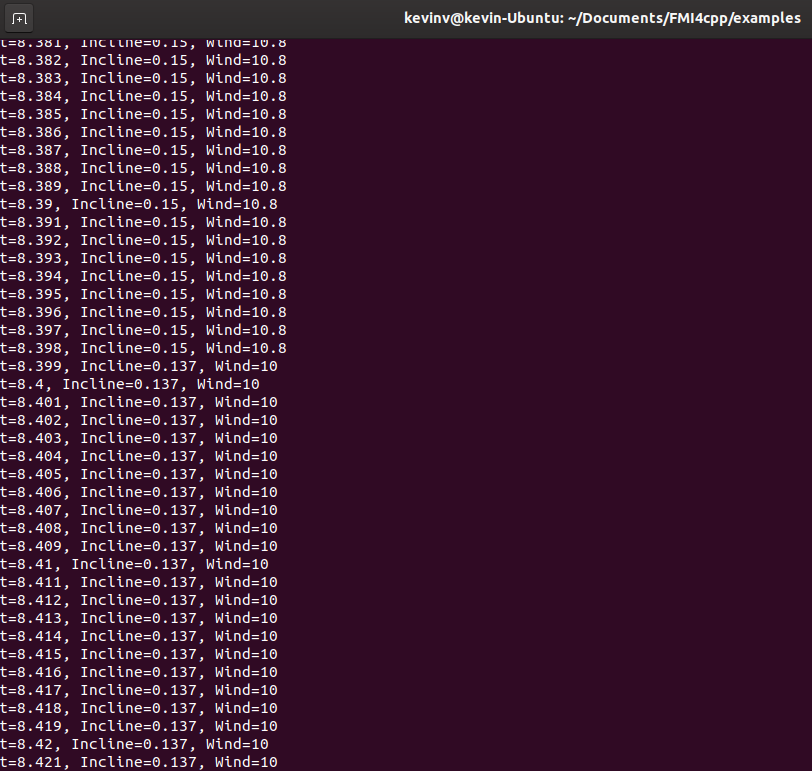 kevinv@kevin-Ubuntu: ~/Documents/FMI4cpp/examples
t=8.381, Incline=0.15, Wind=10.8
t=8.382, Incline=0.15, Wind=10.8
t=8.383, Incline=0.15, Wind=10.8
t=8.384, Incline=0.15, Wind=10.8
t=8.385, Incline=0.15, Wind=10.8
t=8.386, Incline=0.15, Wind=10.8
t=8.387, Incline=0.15, Wind=10.8
t=8.388, Incline=0.15, Wind=10.8
t=8.389, Incline=0.15, Wind=10.8
t=8.39, Incline=0.15, Wind=10.8
t=8.391, Incline=0.15, Wind=10.8
t=8.392, Incline=0.15, Wind=10.8
t=8.393, Incline=0.15, Wind=10.8
t=8.394, Incline=0.15, Wind=10.8
t=8.395, Incline=0.15, Wind=10.8
t=8.396, Incline=0.15, Wind=10.8
t=8.397, Incline=0.15, Wind=10.8
t=8.398, Incline=0.15, Wind=10.8
t=8.399, Incline=0.137, Wind=10
t=8.4, Incline=0.137, Wind=10
t=8.401, Incline=0.137, Wind=10
t=8.402, Incline=0.137, Wind=10
t=8.403, Incline=0.137, Wind=10
t=8.404, Incline=0.137, Wind=10
t=8.405, Incline=0.137, Wind=10
t=8.406, Incline=0.137, Wind=10
t=8.407, Incline=0.137, Wind=10
t=8.408, Incline=0.137, Wind=10
t=8.409, Incline=0.137, Wind=10
t=8.41, Incline=0.137, Wind=10
t=8.411, Incline=0.137, Wind=10
t=8.412, Incline=0.137, Wind=10
t=8.413, Incline=0.137, Wind=10
t=8.414, Incline=0.137, Wind=10
t=8.415, Incline=0.137, Wind=10
t=8.416, Incline=0.137, Wind=10
t=8.417, Incline=0.137, Wind=10
t=8.418, Incline=0.137, Wind=10
t=8.419, Incline=0.137, Wind=10
t=8.42, Incline=0.137, Wind=10
t=8.421, Incline=0.137, Wind=10